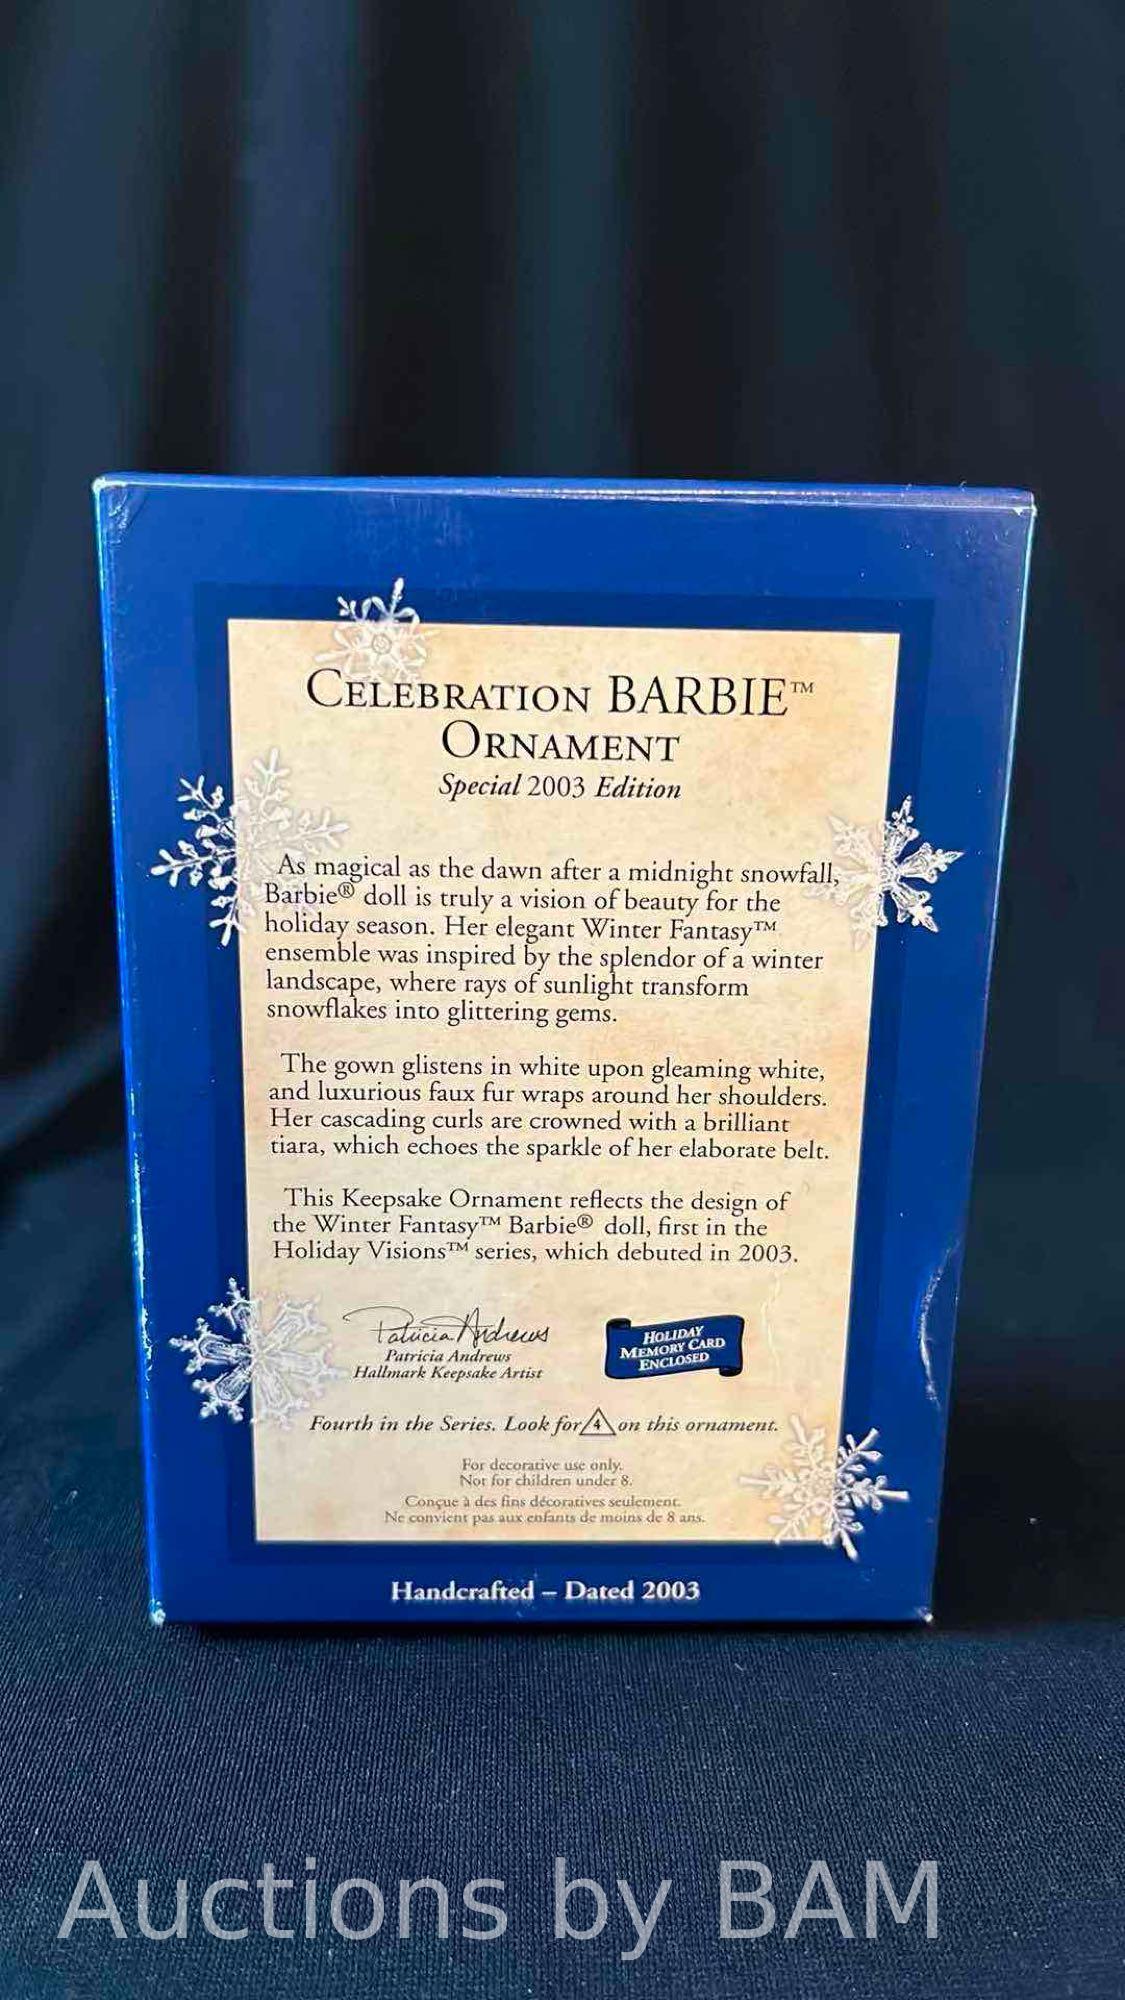 CELEBRATION BARBIE™
ORNAMENT
Special 2003 Edition
As magical as the dawn after a midnight snowfall,
Barbie® doll is truly a vision of beauty for the
holiday season. Her elegant Winter Fantasy™
ensemble was inspired by the splendor of a winter
landscape, where rays of sunlight transform
snowflakes into glittering gems.
The gown glistens in white upon gleaming white,
and luxurious faux fur wraps around her shoulders.
Her cascading curls are crowned with a brilliant
tiara, which echoes the sparkle of her elaborate belt.
This Keepsake Ornament reflects the design of
the Winter Fantasy™ Barbie® doll, first in the
Holiday Visions™ series, which debuted in 2003.
Patricia Andrews
Patricia Andrews
Hallmark Keepsake Artist
HOLIDAY
MEMORY CARD
ENCLOSED
Fourth in the Series. Look for 4 on this ornament.
For decorative use only.
Not for children under 8.
Conçue à des fins décoratives seulement.
Ne convient pas aux enfants de moins de 8 ans.
Handcrafted – Dated 2003
Auctions by BAM